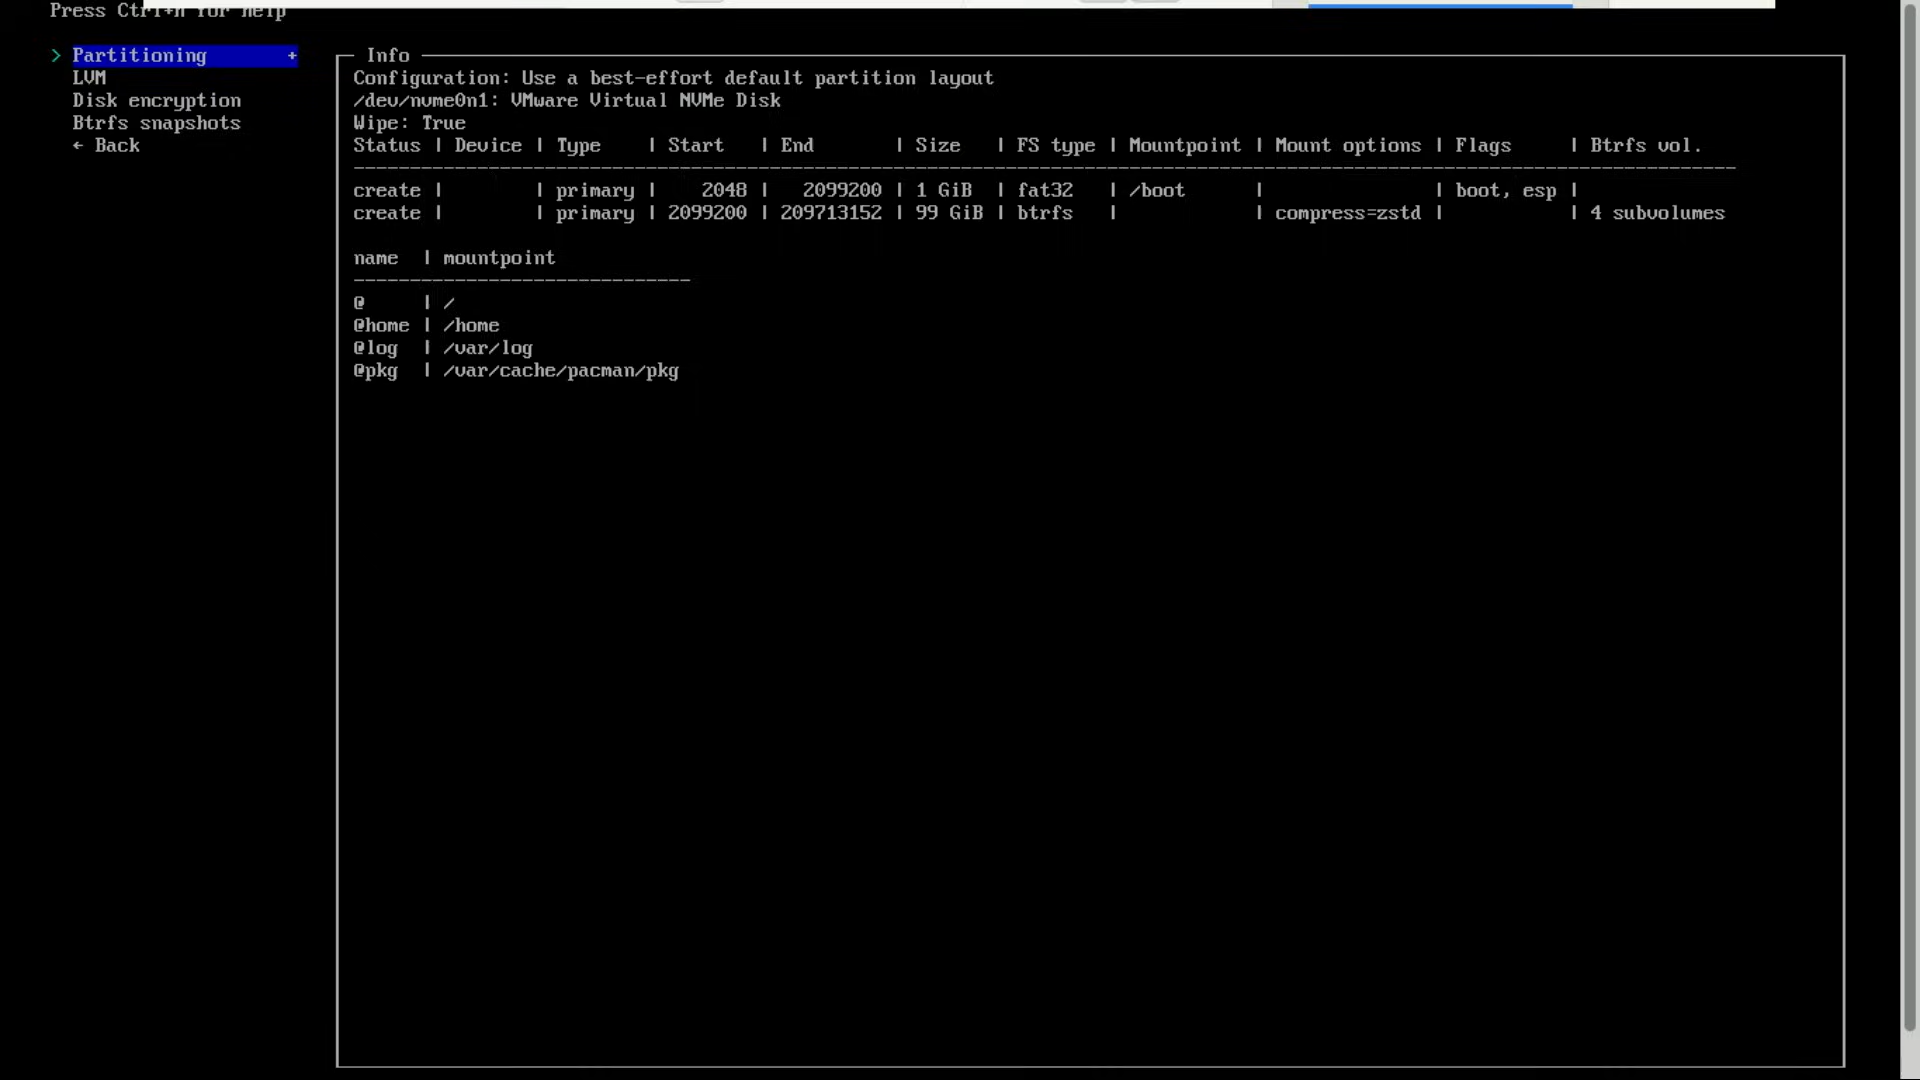 Press Ctrl+h for help
> Partitioning +
LVM
Disk encryption
Btrfs snapshots
← Back
Info
Configuration: Use a best-effort default partition layout
/dev/nvme0n1: VMware Virtual NVMe Disk
Wipe: True
Status | Device | Type | Start | End | Size | FS type | Mountpoint | Mount options | Flags | Btrfs vol.
create | | primary | 2048 | 2099200 | 1 GiB | fat32 | /boot | | boot, esp |
create | | primary | 2099200 | 209713152 | 99 GiB | btrfs | | compress=zstd | | 4 subvolumes
name | mountpoint
@ | /
@home | /home
@log | /var/log
@pkg | /var/cache/pacman/pkg